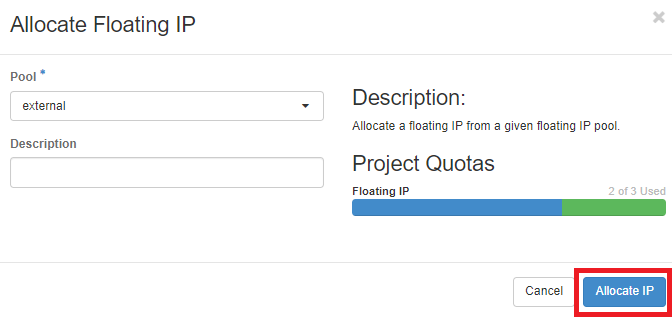 Allocate Floating IP
×
Pool *
external
Description
Description:
Allocate a floating IP from a given floating IP pool.
Project Quotas
Floating IP 2 of 3 Used
Cancel Allocate IP